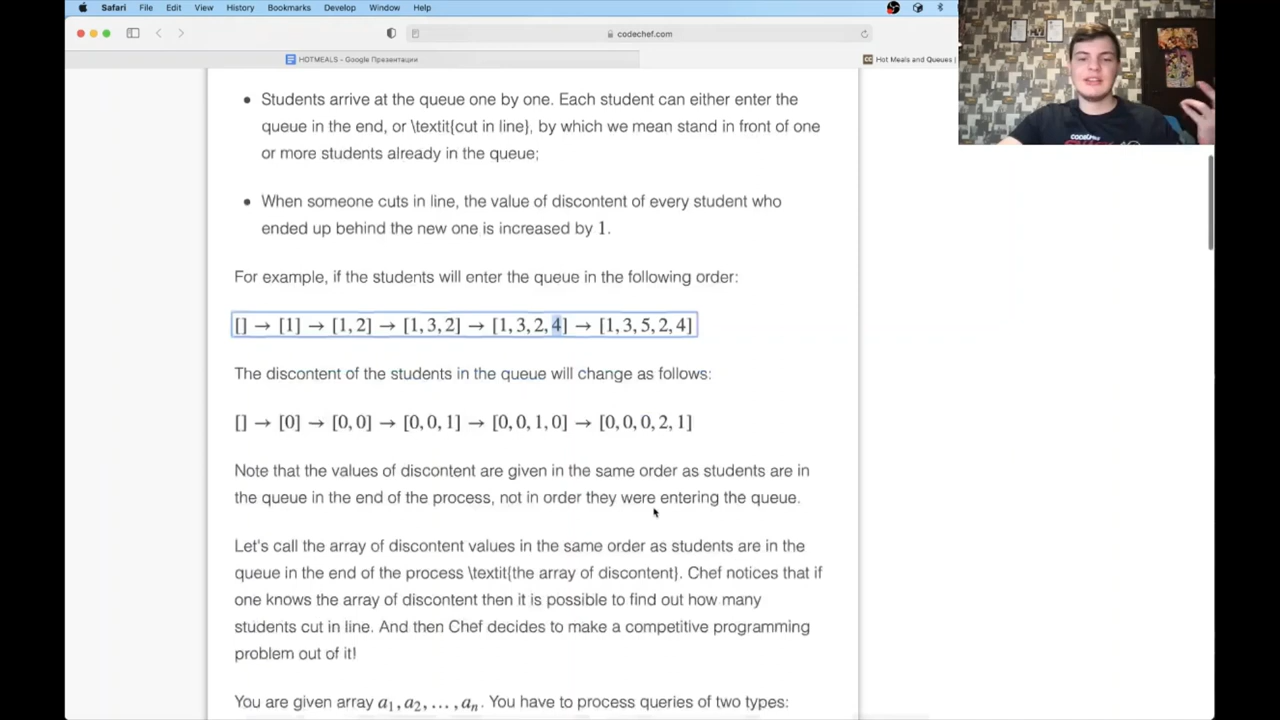 Safari File Edit View History Bookmarks Develop Window Help
codechef.com
HOTMEALS - Google Презентации
Hot Meals and Queues |
• Students arrive at the queue one by one. Each student can either enter the
queue in the end, or \textit{cut in line}, by which we mean stand in front of one
or more students already in the queue;
• When someone cuts in line, the value of discontent of every student who
ended up behind the new one is increased by 1.
For example, if the students will enter the queue in the following order:
[] → [1] → [1, 2] → [1, 3, 2] → [1, 3, 2, 4] → [1, 3, 5, 2, 4]
The discontent of the students in the queue will change as follows:
[] → [0] → [0, 0] → [0, 0, 1] → [0, 0, 1, 0] → [0, 0, 0, 2, 1]
Note that the values of discontent are given in the same order as students are in
the queue in the end of the process, not in order they were entering the queue.
Let's call the array of discontent values in the same order as students are in the
queue in the end of the process \textit{the array of discontent}. Chef notices that if
one knows the array of discontent then it is possible to find out how many
students cut in line. And then Chef decides to make a competitive programming
problem out of it!
You are given array a₁, a₂, … , aₙ. You have to process queries of two types: